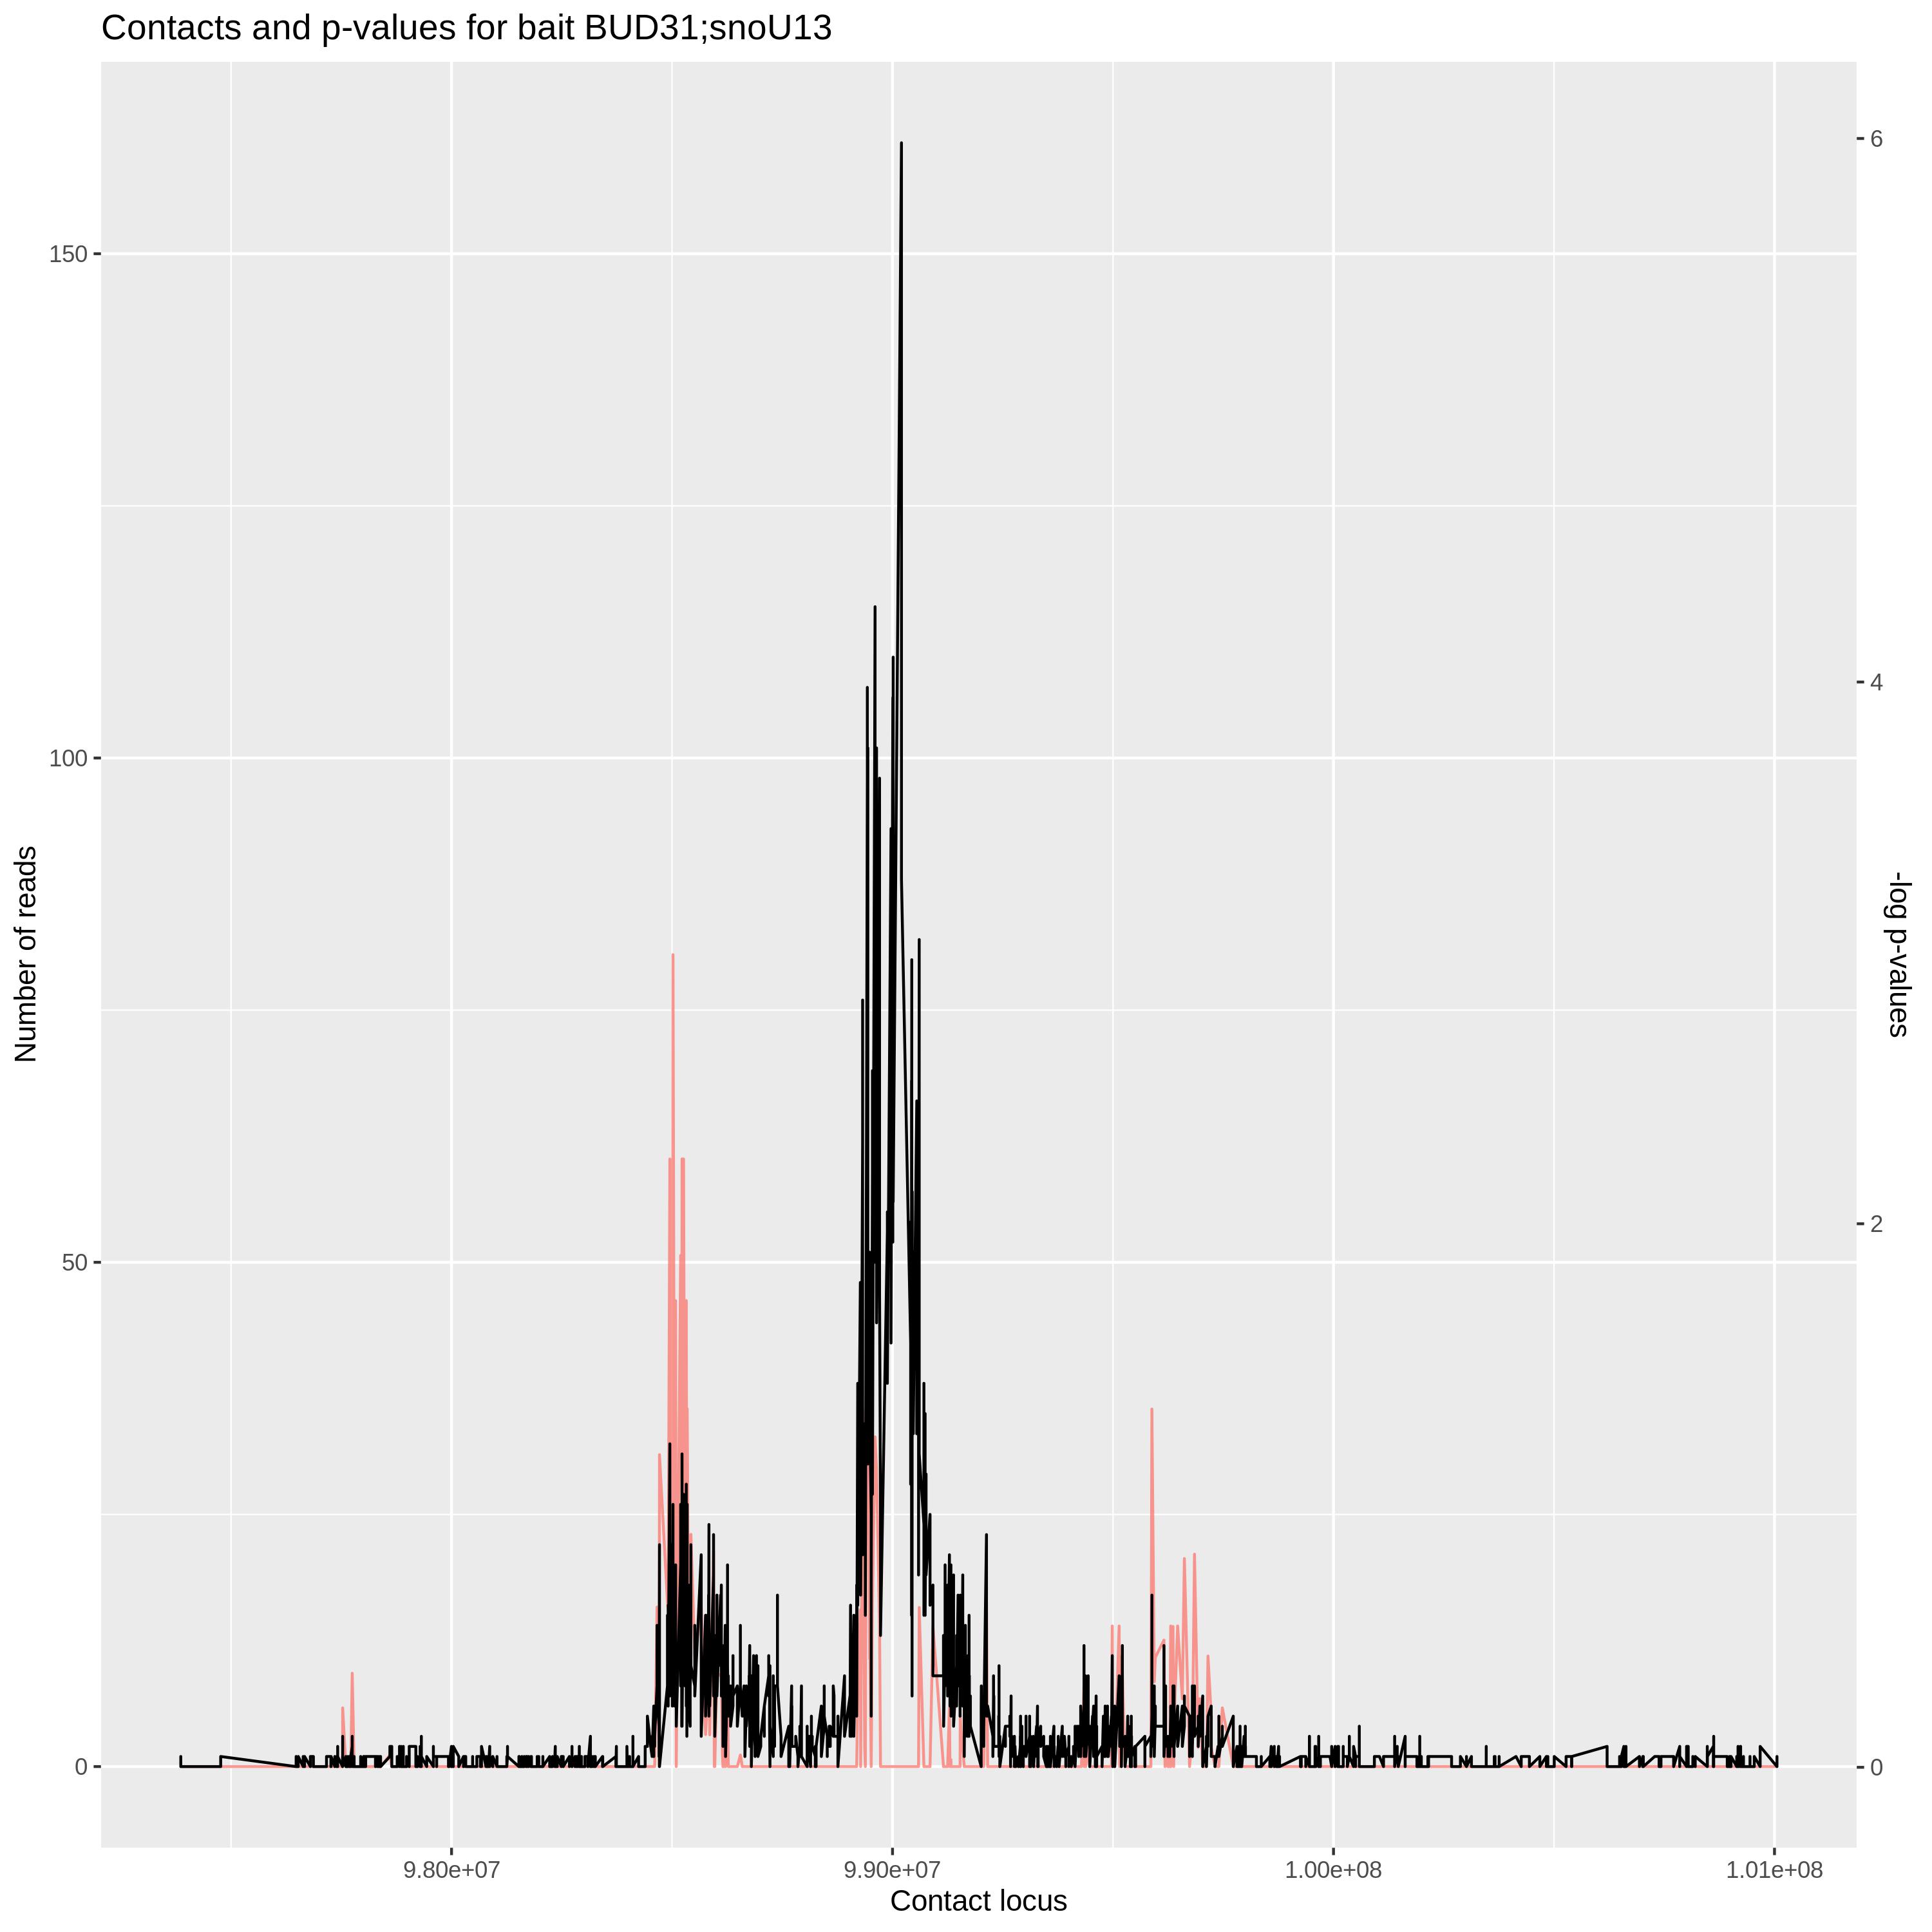 Contacts and p-values for bait BUD31;snoU13
150
100
50
0
Number of reads
6
4
2
0
-log p-values
9.80e+07
9.90e+07
1.00e+08
1.01e+08
Contact locus